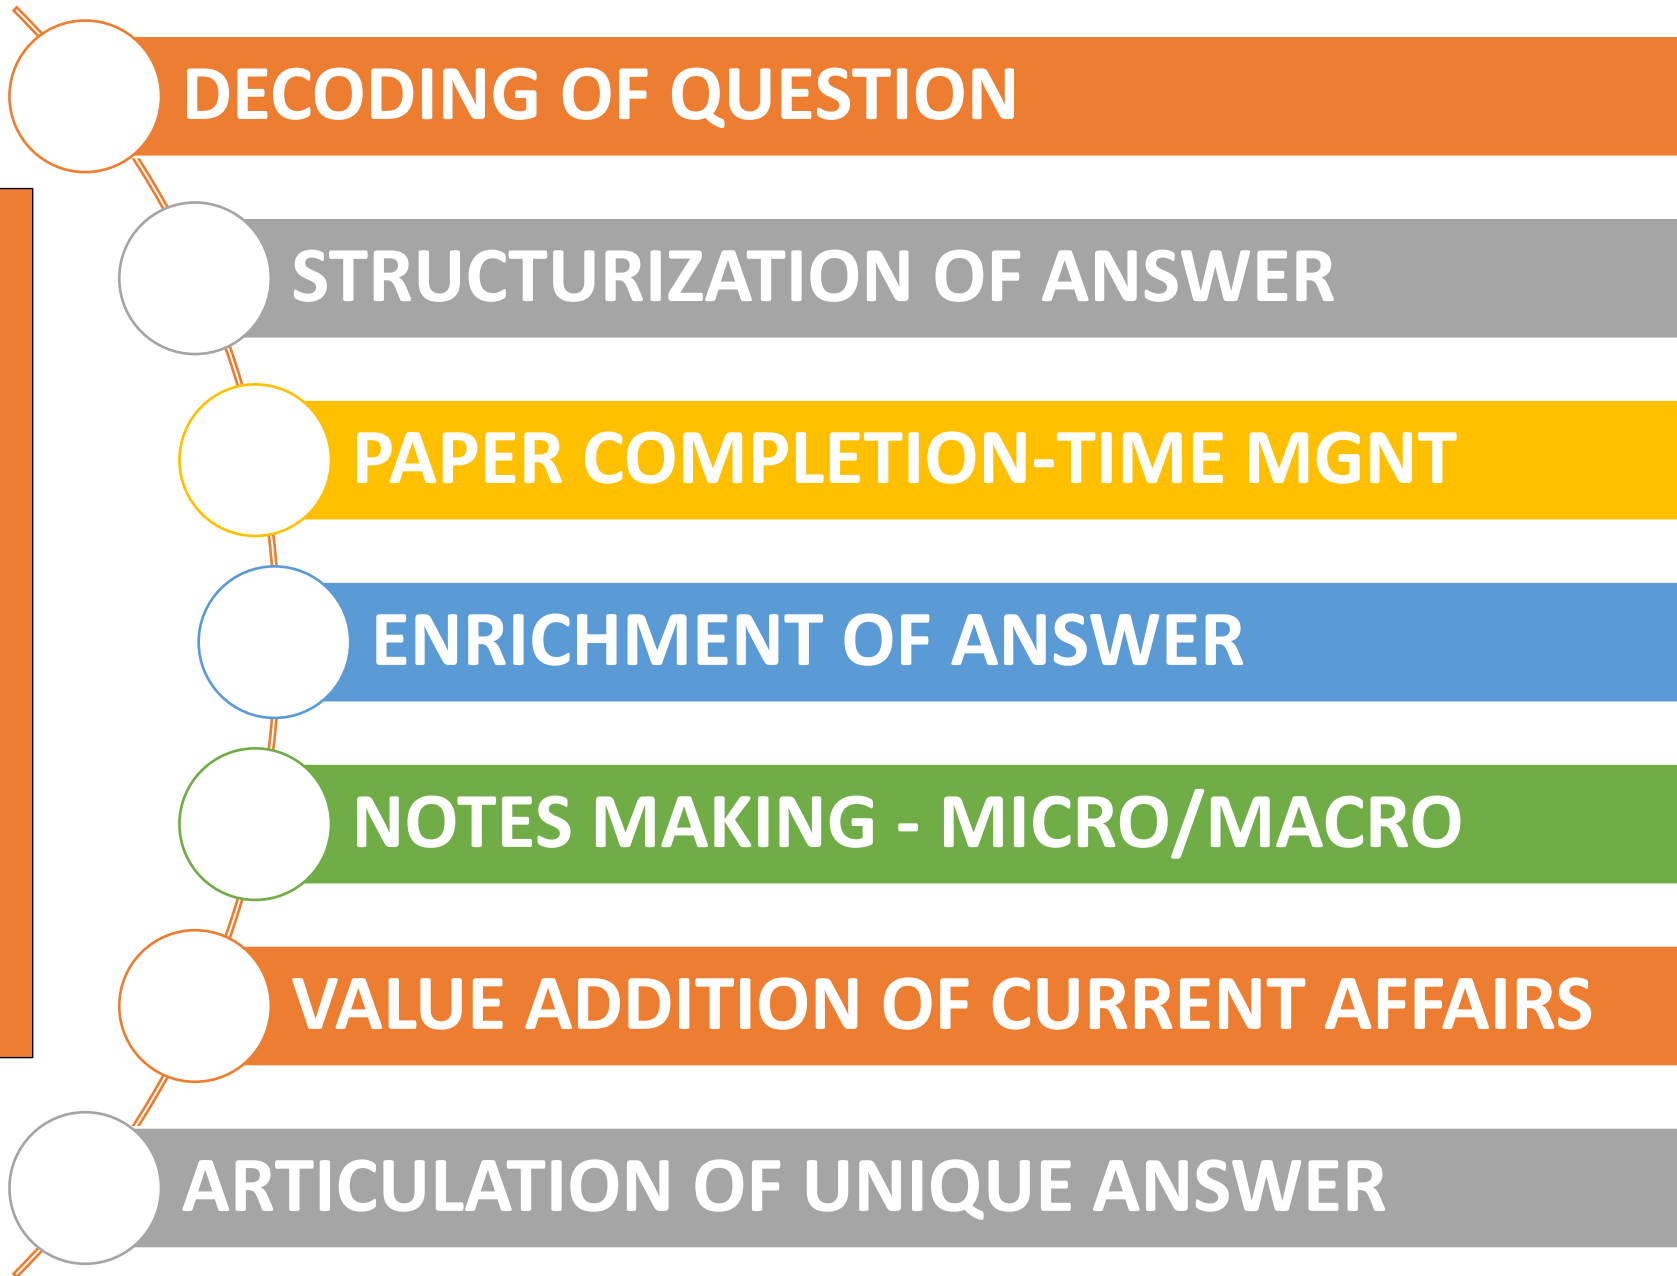 DECODING OF QUESTION
STRUCTURIZATION OF ANSWER
PAPER COMPLETION-TIME MGNT
ENRICHMENT OF ANSWER
NOTES MAKING - MICRO/MACRO
VALUE ADDITION OF CURRENT AFFAIRS
ARTICULATION OF UNIQUE ANSWER